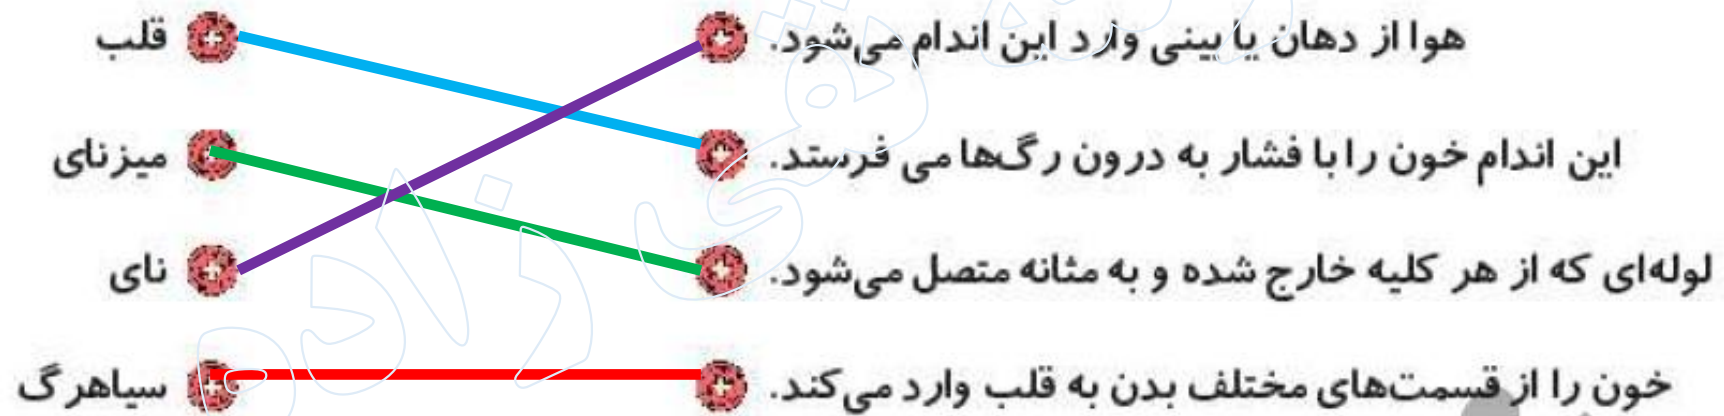 هوا از دهان یا بینی وارد این اندام می‌شود. قلب
این اندام خون را با فشار به درون رگ‌ها می فرستد. میزنای
لوله‌ای که از هر کلیه خارج شده و به مثانه متصل می‌شود. نای
خون را از قسمت‌های مختلف بدن به قلب وارد می‌کند. سیاهرگ